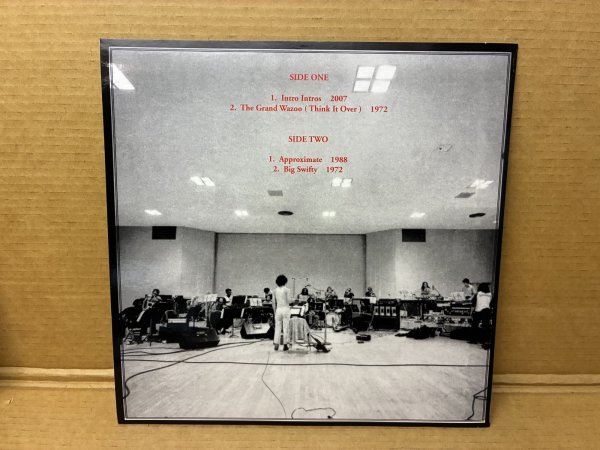 SIDE ONE
1. Intro Intros 2007
2. The Grand Wazoo ( Think It Over ) 1972
SIDE TWO
1. Approximate 1988
2. Big Swifty 1972